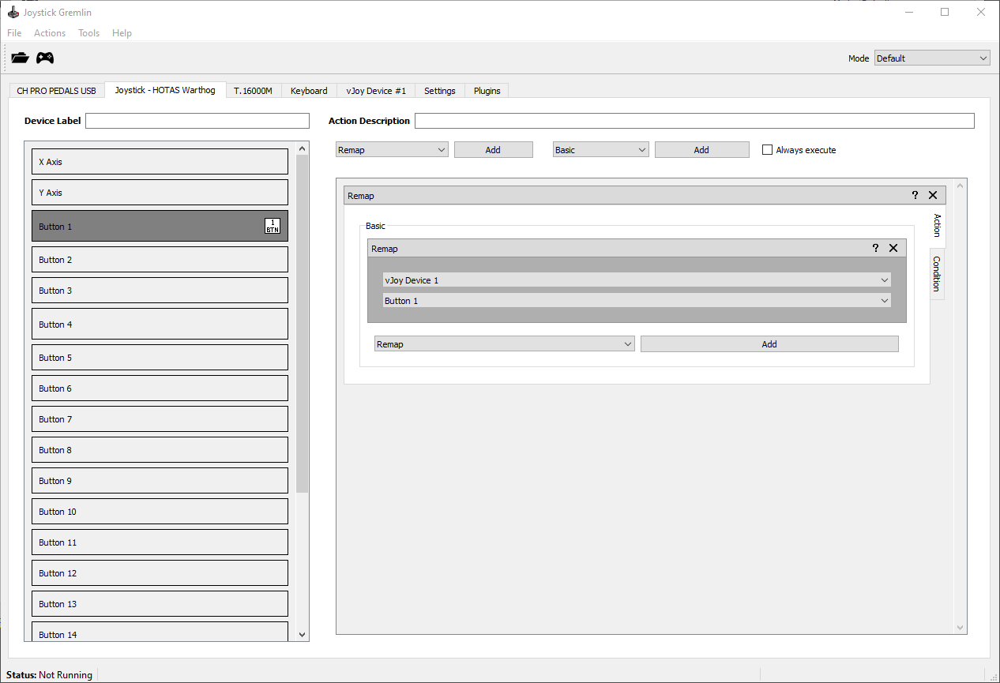 Joystick Gremlin
File Actions Tools Help
Mode Default
CH PRO PEDALS USB Joystick - HOTAS Warthog T.16000M Keyboard vJoy Device #1 Settings Plugins
Device Label
Action Description
Remap Add Basic Add Always execute
X Axis
Y Axis
Button 1 1 BTN
Button 2
Button 3
Button 4
Button 5
Button 6
Button 7
Button 8
Button 9
Button 10
Button 11
Button 12
Button 13
Button 14
Remap ?
Action
Condition
Basic
Remap ?
vJoy Device 1
Button 1
Remap Add
Status: Not Running